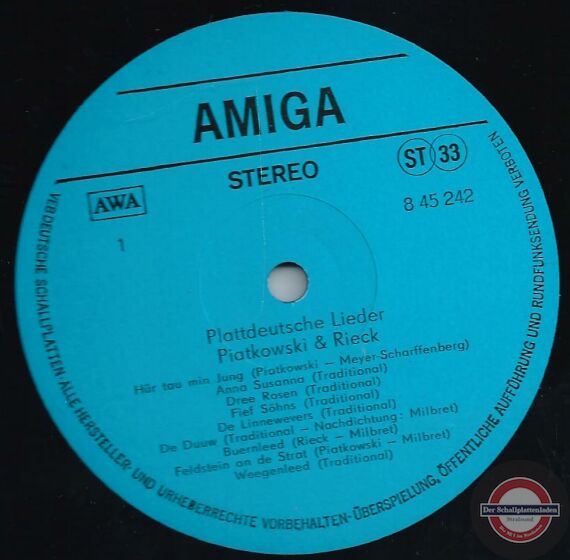 AMIGA
STEREO
ST 33
AWA
8 45 242
1
Plattdeutsche Lieder
Piatkowski & Rieck
Hür tau min Jung (Piatkowski – Meyer-Scharffenberg)
Anna Susanna (Traditional)
Dree Rosen (Traditional)
Fief Söhns (Traditional)
De Linnewevers (Traditional)
De Duuw (Traditional – Nachdichtung: Milbret)
Buernleed (Rieck – Milbret)
Feldstein an de Strat (Piatkowski – Milbret)
Weegenleed (Traditional)
VEB DEUTSCHE SCHALLPLATTEN · ALLE HERSTELLER- UND URHEBERRECHTE VORBEHALTEN · ÜBERSPIELUNG, ÖFFENTLICHE AUFFÜHRUNG UND RUNDFUNKSENDUNG VERBOTEN
Der Schallplattenladen
Stralsund